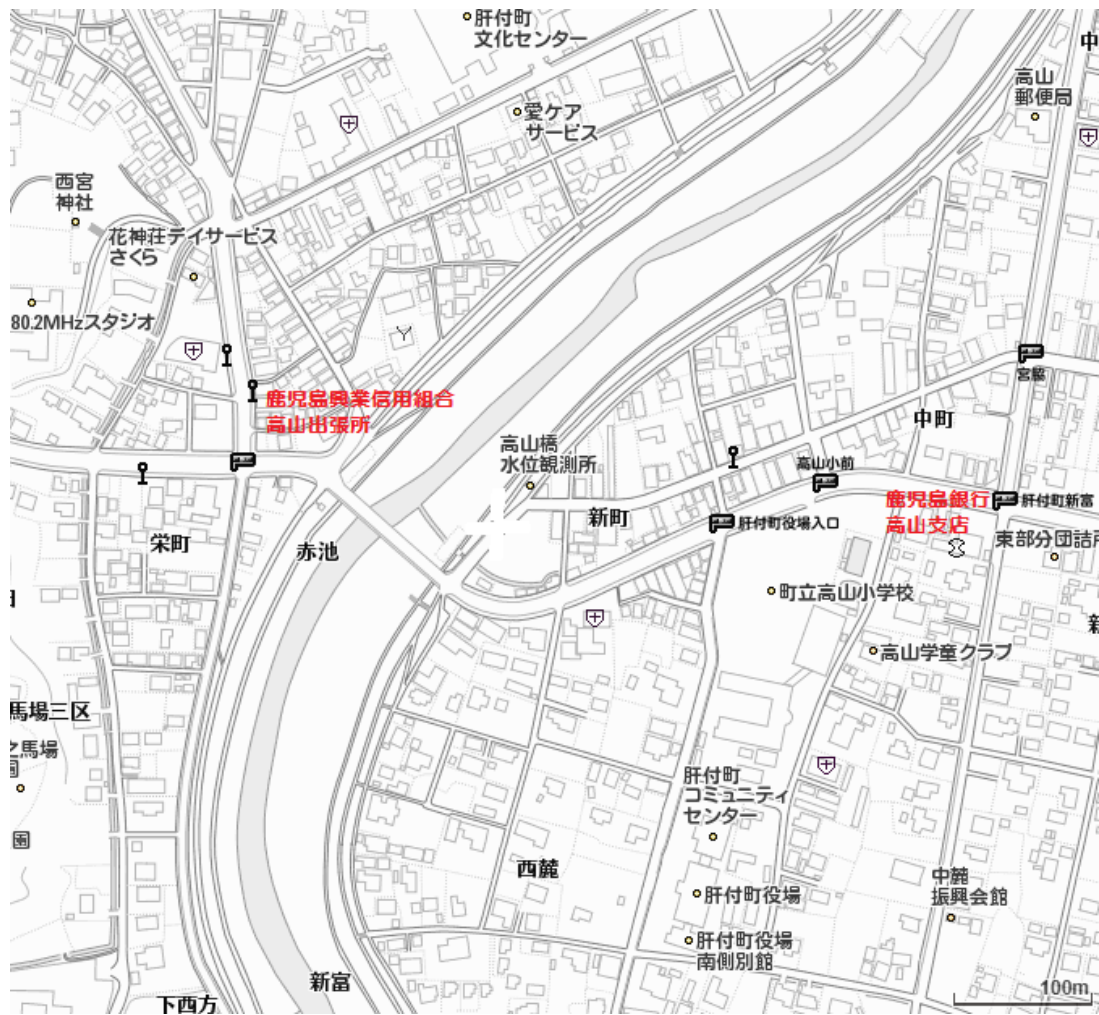 肝付町
文化センター
中
高山
郵便局
愛ケア
サービス
西宮
神社
花神荘デイサービス
さくら
80.2MHzスタジオ
宮脇
鹿児島興業信用組合
高山出張所
中町
高山橋
水位観測所
高山小前
鹿児島銀行
高山支店
肝付町新富
新町
肝付町役場入口
栄町
赤池
東部分団詰所
町立高山小学校
新
高山学童クラブ
馬場三区
馬場
園
肝付町
コミュニティ
センター
西麓
中麓
振興会館
肝付町役場
肝付町役場
南側別館
新富
下西方
100m